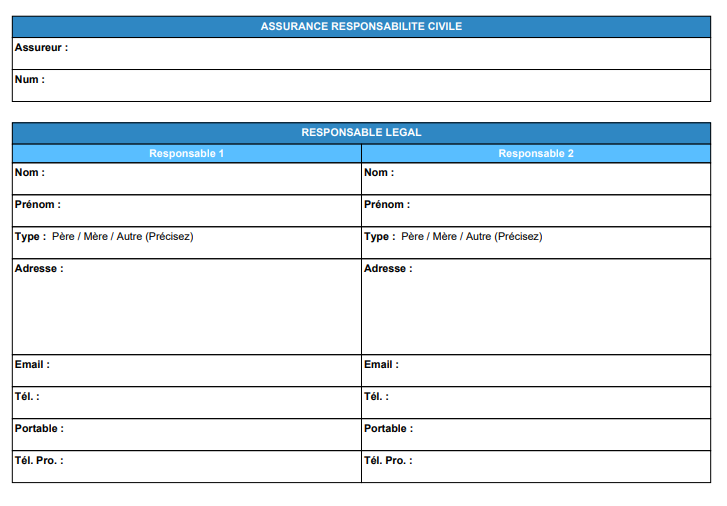 ASSURANCE RESPONSABILITE CIVILE
Assureur :
Num :
RESPONSABLE LEGAL
Responsable 1 Responsable 2
Nom : Nom :
Prénom : Prénom :
Type : Père / Mère / Autre (Précisez) Type : Père / Mère / Autre (Précisez)
Adresse : Adresse :
Email : Email :
Tél. : Tél. :
Portable : Portable :
Tél. Pro. : Tél. Pro. :